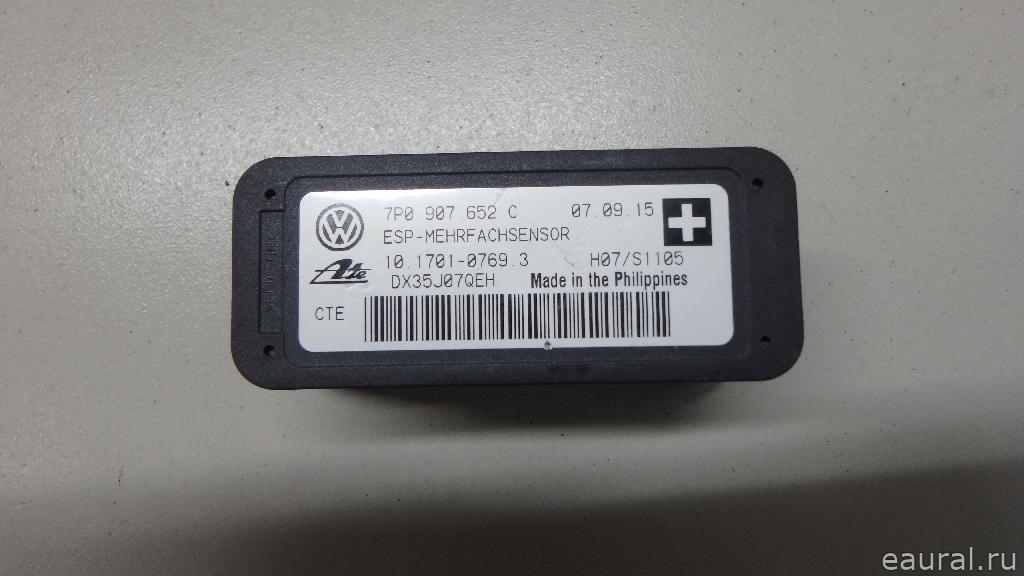 7P0 907 652 C 07.09.15
ESP-MEHRFACHSENSOR
10.1701-0769.3 H07/S1105
Ate DX35J07QEH Made in the Philippines
CTE
eaural.ru